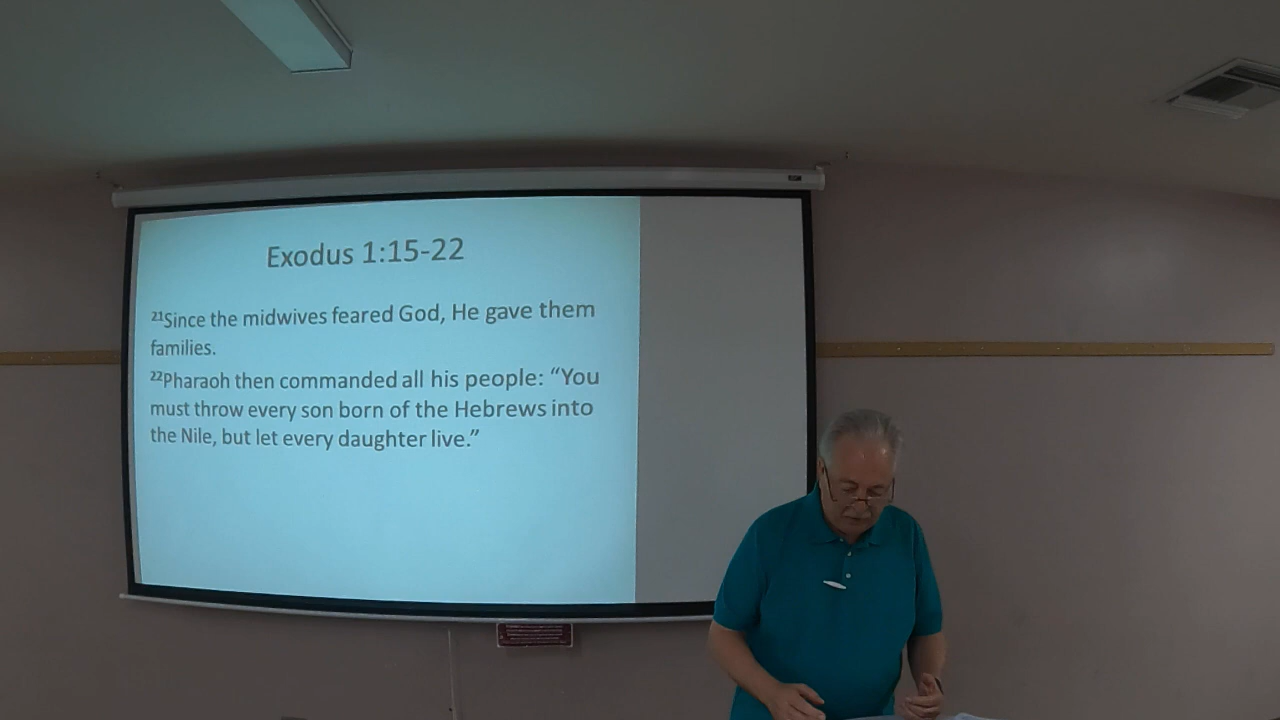 Exodus 1:15-22
²¹Since the midwives feared God, He gave them
families.
²²Pharaoh then commanded all his people: “You
must throw every son born of the Hebrews into
the Nile, but let every daughter live.”